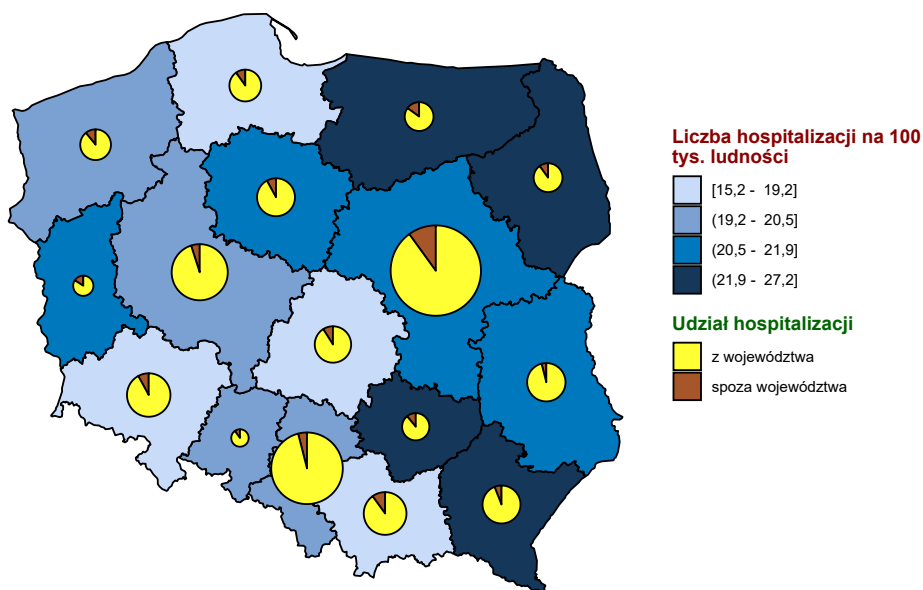 Liczba hospitalizacji na 100
tys. ludności
[15,2 - 19,2]
(19,2 - 20,5]
(20,5 - 21,9]
(21,9 - 27,2]
Udział hospitalizacji
z województwa
spoza województwa